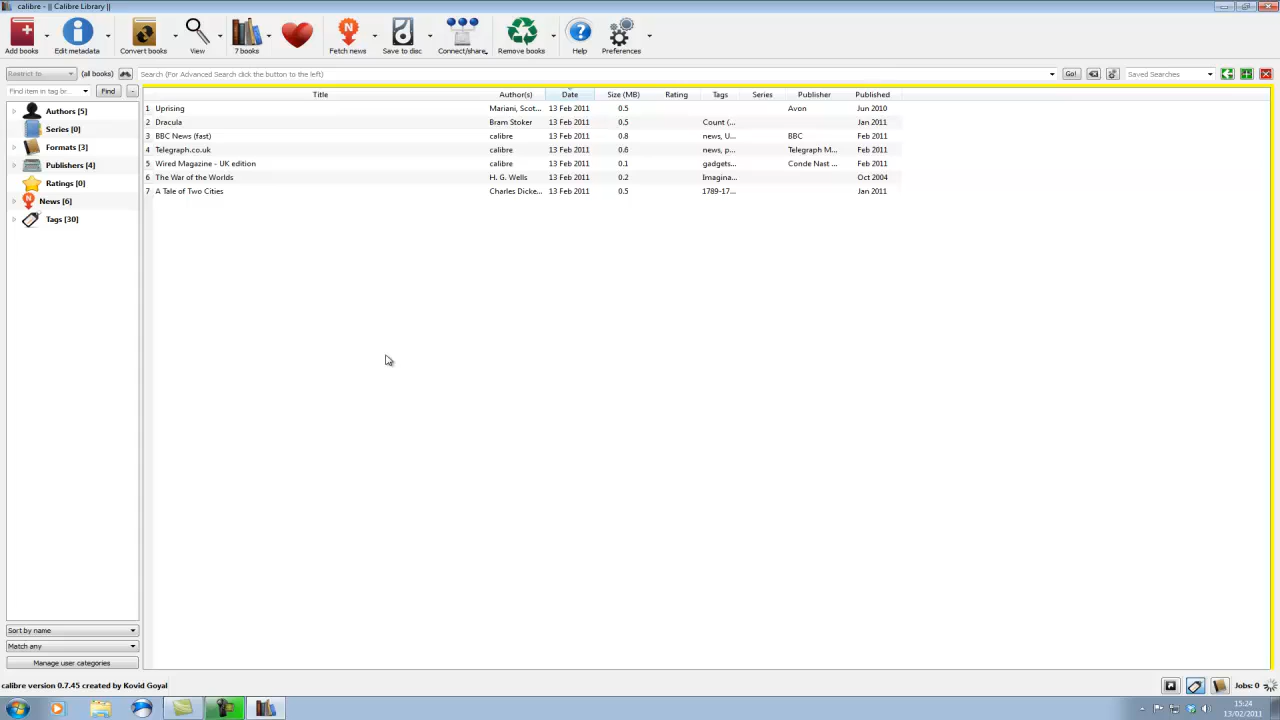 calibre - || Calibre Library ||
Add books Edit metadata Convert books View 7 books Fetch news Save to disc Connect/share Remove books Help Preferences
Restrict to (all books) Search (For Advanced Search click the button to the left) Go! Saved Searches
Find item in tag br... Find -
Title Author(s) Date Size (MB) Rating Tags Series Publisher Published
1 Uprising Mariani, Scot... 13 Feb 2011 0.5 Avon Jun 2010
2 Dracula Bram Stoker 13 Feb 2011 0.5 Count (... Jan 2011
3 BBC News (fast) calibre 13 Feb 2011 0.8 news, U... BBC Feb 2011
4 Telegraph.co.uk calibre 13 Feb 2011 0.6 news, p... Telegraph M... Feb 2011
5 Wired Magazine - UK edition calibre 13 Feb 2011 0.1 gadgets... Conde Nast ... Feb 2011
6 The War of the Worlds H. G. Wells 13 Feb 2011 0.2 Imagina... Oct 2004
7 A Tale of Two Cities Charles Dicke... 13 Feb 2011 0.5 1789-17... Jan 2011
Authors [5]
Series [0]
Formats [3]
Publishers [4]
Ratings [0]
News [6]
Tags [30]
Sort by name
Match any
Manage user categories
calibre version 0.7.45 created by Kovid Goyal
Jobs: 0
15:24
13/02/2011